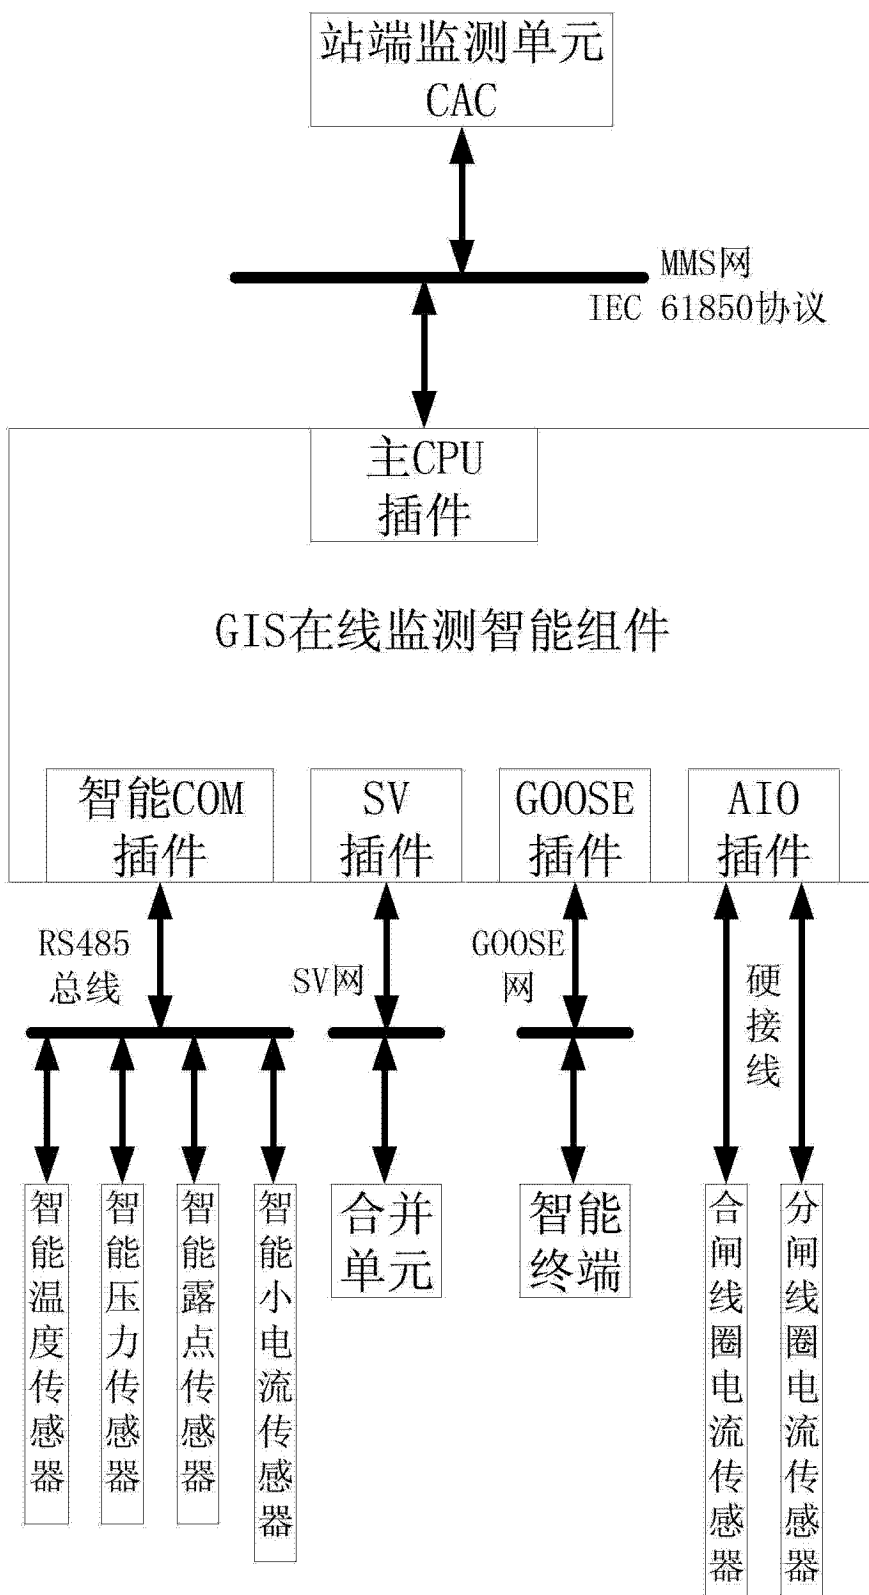 站端监测单元
CAC
MMS网
IEC 61850协议
主CPU
插件
GIS在线监测智能组件
智能COM
插件
SV
插件
GOOSE
插件
AIO
插件
RS485
总线
SV网
GOOSE
网
硬接线
智能温度传感器
智能压力传感器
智能露点传感器
智能小电流传感器
合并
单元
智能
终端
合闸线圈电流传感器
分闸线圈电流传感器